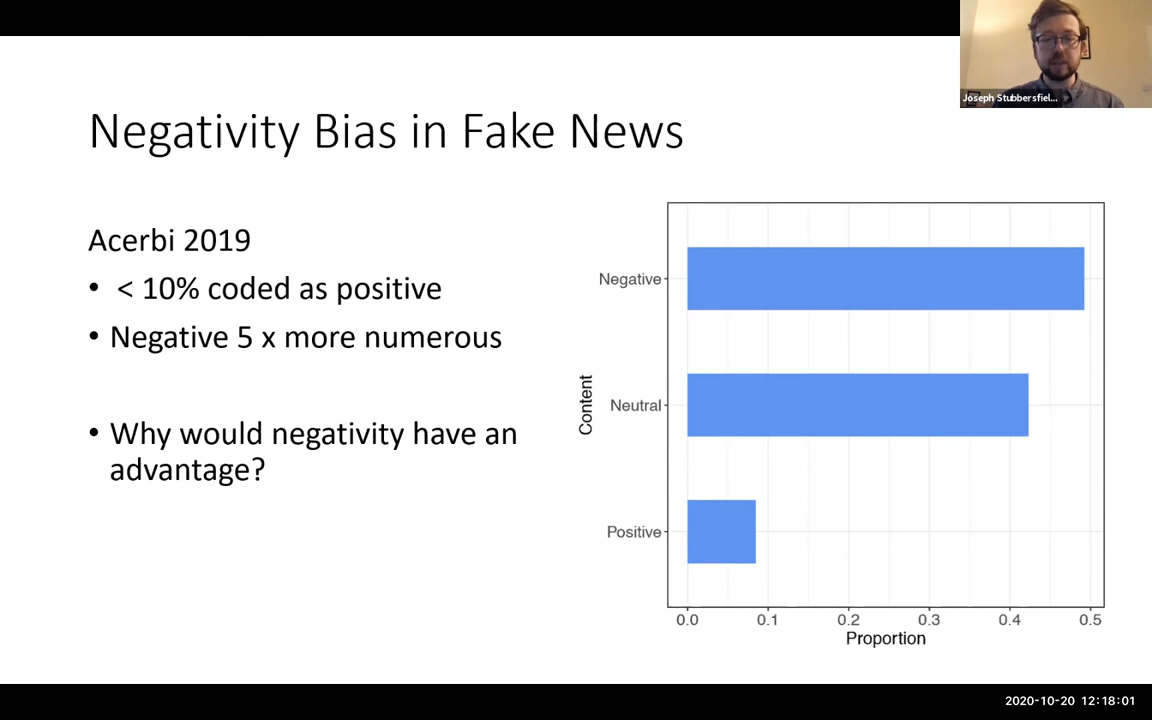 Joseph Stubbersfiel...
Negativity Bias in Fake News
Acerbi 2019
• < 10% coded as positive
• Negative 5 x more numerous
• Why would negativity have an
advantage?
Content
Negative
Neutral
Positive
0.0 0.1 0.2 0.3 0.4 0.5
Proportion
2020-10-20 12:18:01